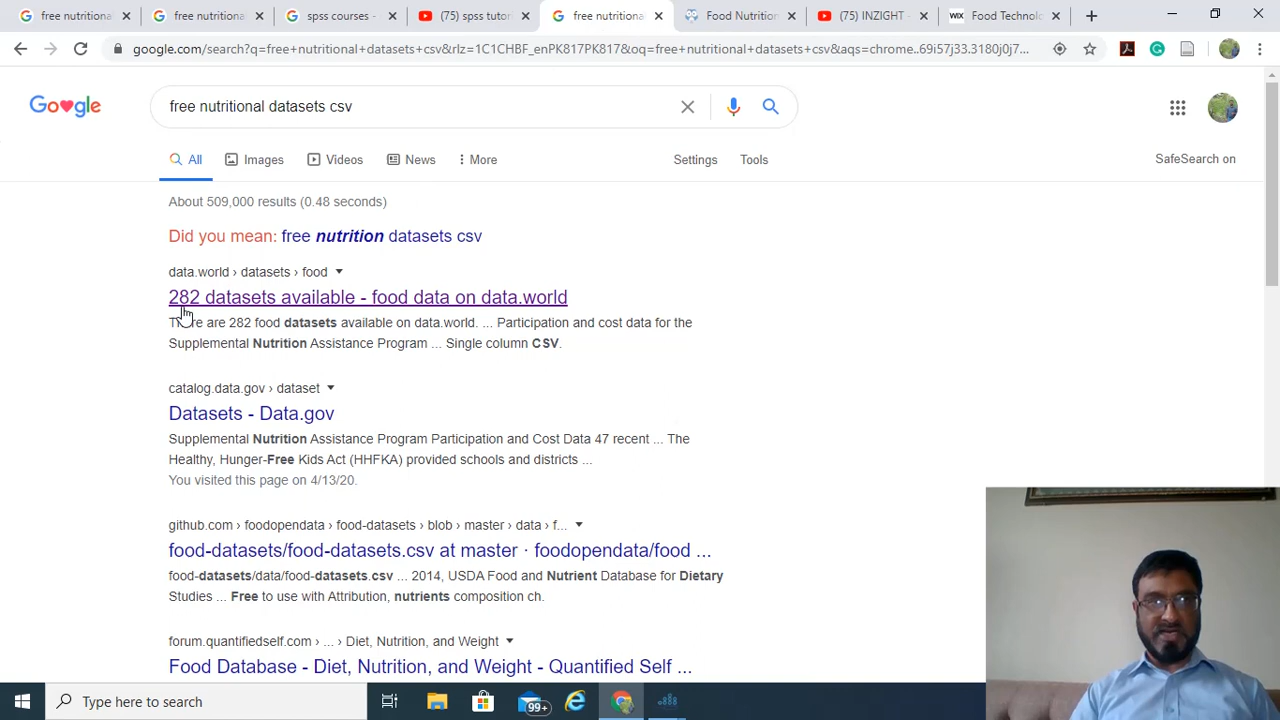 free nutritiona
free nutritiona
spss courses -
(75) spss tutori
free nutritiona
Food Nutrition
(75) INZIGHT -
WIX
Food Technolo
google.com/search?q=free+nutritional+datasets+csv&rlz=1C1CHBF_enPK817PK817&oq=free+nutritional+datasets+csv&aqs=chrome..69i57j33.3180j0j7...
free nutritional datasets csv
All
Images
Videos
News
More
Settings
Tools
SafeSearch on
About 509,000 results (0.48 seconds)
Did you mean: free nutrition datasets csv
data.world › datasets › food
282 datasets available - food data on data.world
There are 282 food datasets available on data.world. ... Participation and cost data for the
Supplemental Nutrition Assistance Program ... Single column CSV.
catalog.data.gov › dataset
Datasets - Data.gov
Supplemental Nutrition Assistance Program Participation and Cost Data 47 recent ... The
Healthy, Hunger-Free Kids Act (HHFKA) provided schools and districts ...
You visited this page on 4/13/20.
github.com › foodopendata › food-datasets › blob › master › data › f...
food-datasets/food-datasets.csv at master · foodopendata/food ...
food-datasets/data/food-datasets.csv ... 2014, USDA Food and Nutrient Database for Dietary
Studies ... Free to use with Attribution, nutrients composition ch.
forum.quantifiedself.com › ... › Diet, Nutrition, and Weight
Food Database - Diet, Nutrition, and Weight - Quantified Self ...
Type here to search
99+